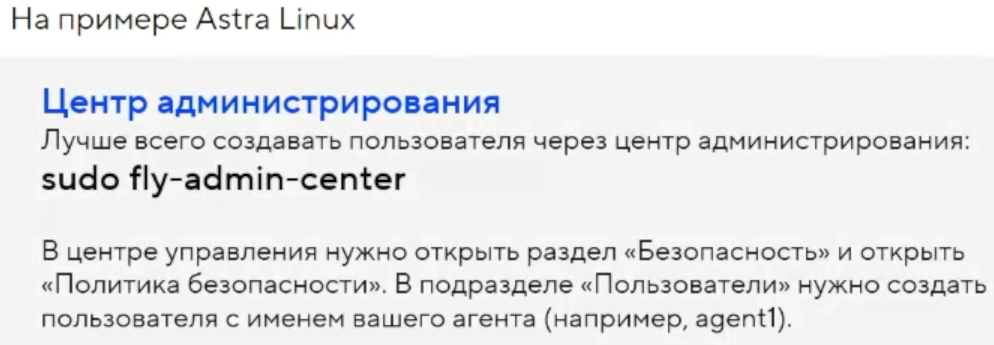 На примере Astra Linux
Центр администрирования
Лучше всего создавать пользователя через центр администрирования:
sudo fly-admin-center
В центре управления нужно открыть раздел «Безопасность» и открыть
«Политика безопасности». В подразделе «Пользователи» нужно создать
пользователя с именем вашего агента (например, agent1).